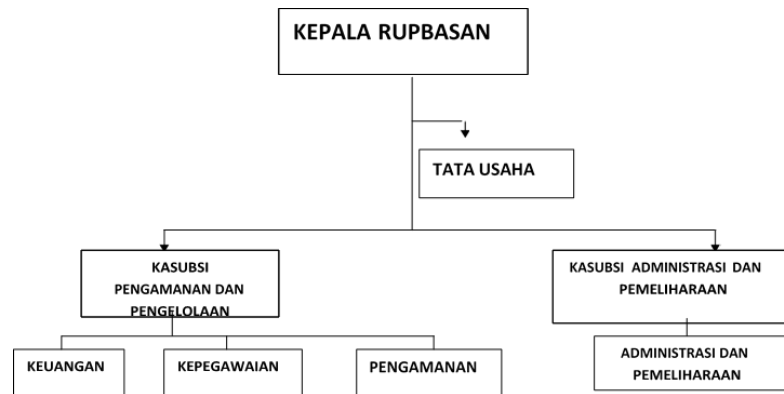 KEPALA RUPBASAN
TATA USAHA
KASUBSI
PENGAMANAN DAN
PENGELOLAAN
KASUBSI ADMINISTRASI DAN
PEMELIHARAAN
KEUANGAN
KEPEGAWAIAN
PENGAMANAN
ADMINISTRASI DAN
PEMELIHARAAN